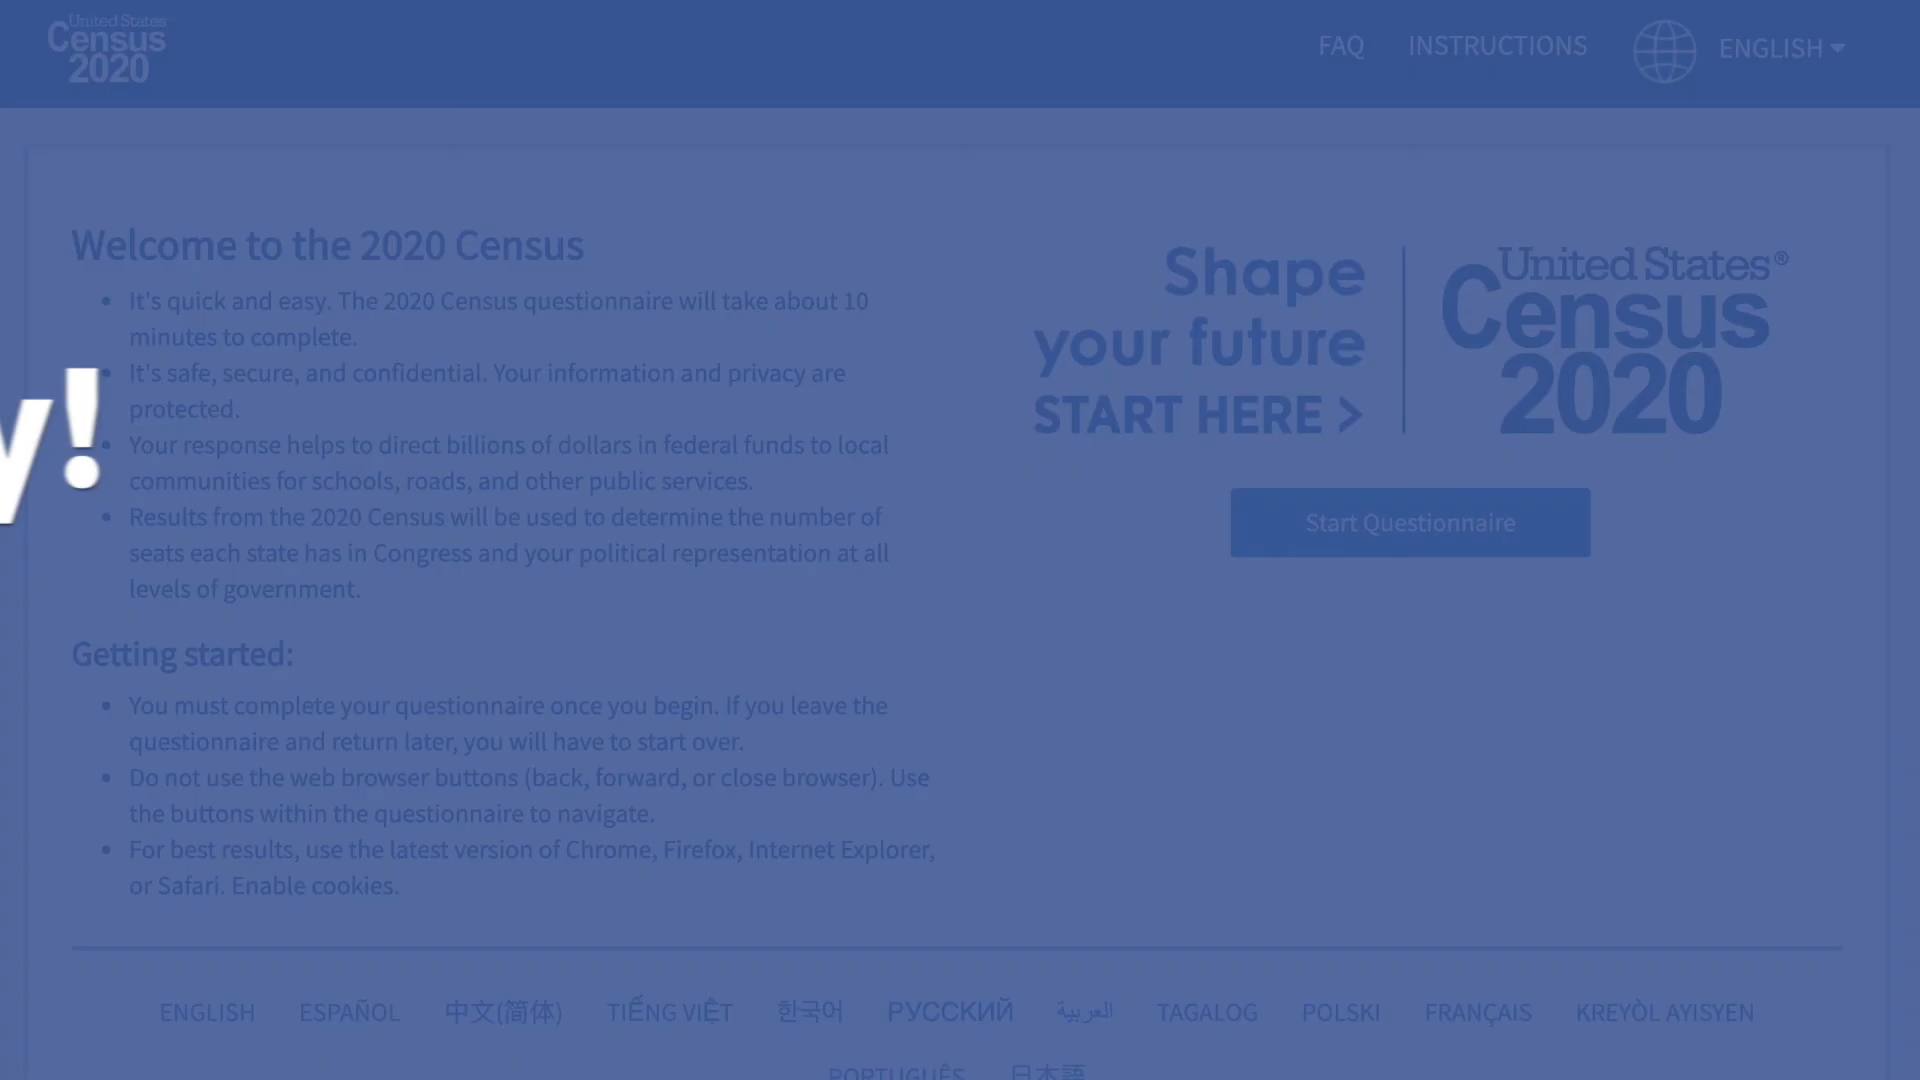 United States
Census
2020
FAQ
INSTRUCTIONS
ENGLISH
Welcome to the 2020 Census
It's quick and easy. The 2020 Census questionnaire will take about 10
minutes to complete.
It's safe, secure, and confidential. Your information and privacy are
protected.
Your response helps to direct billions of dollars in federal funds to local
communities for schools, roads, and other public services.
Results from the 2020 Census will be used to determine the number of
seats each state has in Congress and your political representation at all
levels of government.
y!
Shape
your future
START HERE >
United States®
Census
2020
Start Questionnaire
Getting started:
You must complete your questionnaire once you begin. If you leave the
questionnaire and return later, you will have to start over.
Do not use the web browser buttons (back, forward, or close browser). Use
the buttons within the questionnaire to navigate.
For best results, use the latest version of Chrome, Firefox, Internet Explorer,
or Safari. Enable cookies.
ENGLISH ESPAÑOL 中文(简体) TIẾNG VIỆT 한국어 РУССКИЙ العربية TAGALOG POLSKI FRANÇAIS KREYÒL AYISYEN
PORTUGUÊS 日本語